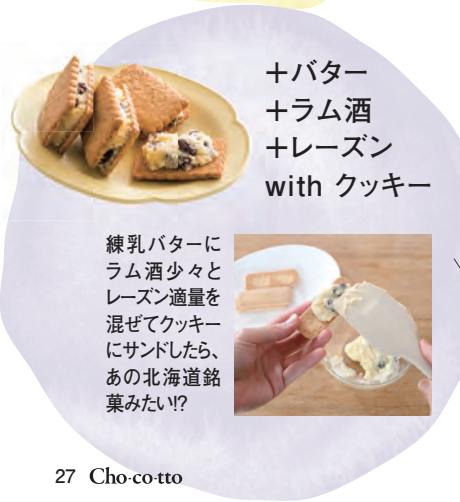 ＋バター
＋ラム酒
＋レーズン
with クッキー
練乳バターに
ラム酒少々と
レーズン適量を
混ぜてクッキー
にサンドしたら、
あの北海道銘
菓みたい!?
27 Cho-co-tto